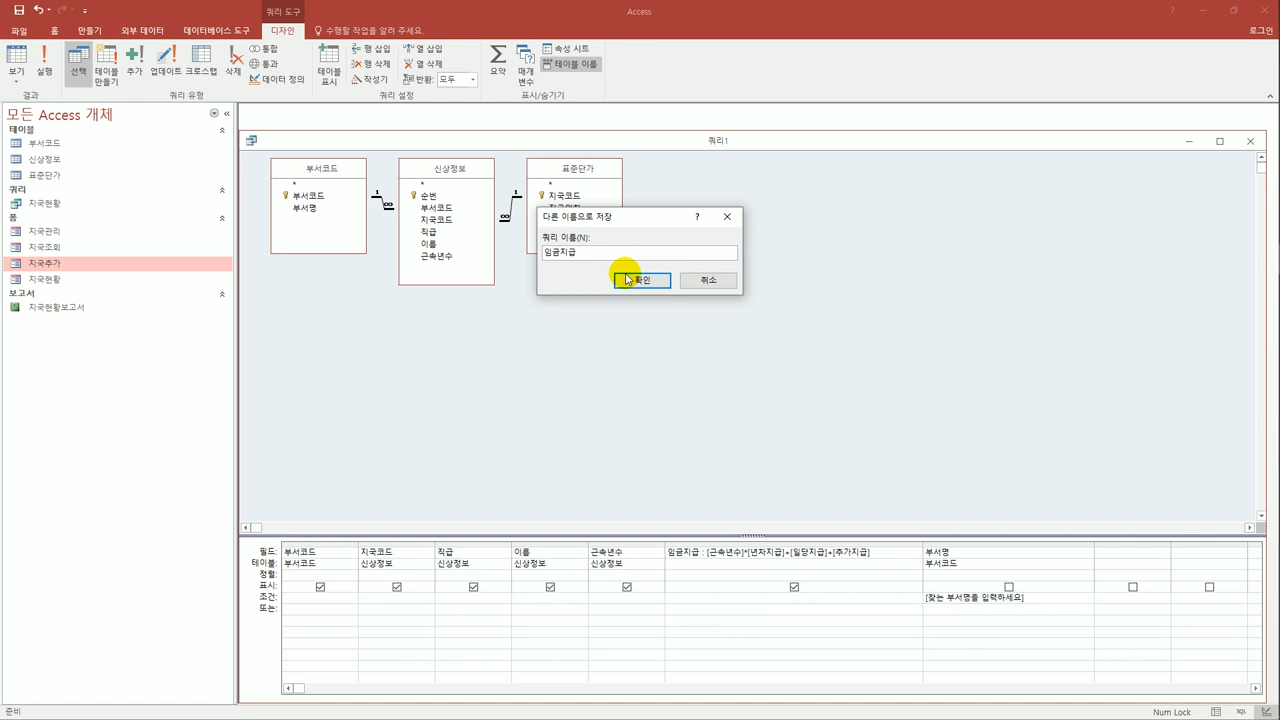 쿼리 도구
Access
로그인
파일 홈 만들기 외부 데이터 데이터베이스 도구 디자인 수행할 작업을 알려 주세요.
보기 실행 선택 테이블 만들기 추가 업데이트 크로스탭 삭제
통합
통과
데이터 정의
테이블 표시
행 삽입
행 삭제
작성기
열 삽입
열 삭제
반환: 모두
요약 매개 변수
속성 시트
테이블 이름
결과 쿼리 유형 쿼리 설정 표시/숨기기
모든 Access 개체
테이블
부서코드
신상정보
표준단가
쿼리
지국현황
폼
지국관리
지국조회
지국추가
지국현황
보고서
지국현황보고서
쿼리1
부서코드
*
부서코드
부서명
1
∞
신상정보
*
순번
부서코드
지국코드
직급
이름
근속년수
1
∞
표준단가
*
지국코드
다른 이름으로 저장
쿼리 이름(N):
임금지급
확인 취소
필드: 부서코드 지국코드 직급 이름 근속년수 임금지급 : [근속년수]*[년차지급]+[일당지급]+[추가지급] 부서명
테이블: 부서코드 신상정보 신상정보 신상정보 신상정보 부서코드
정렬:
표시:
조건: [찾는 부서명을 입력하세요]
또는:
준비
Num Lock
SQL